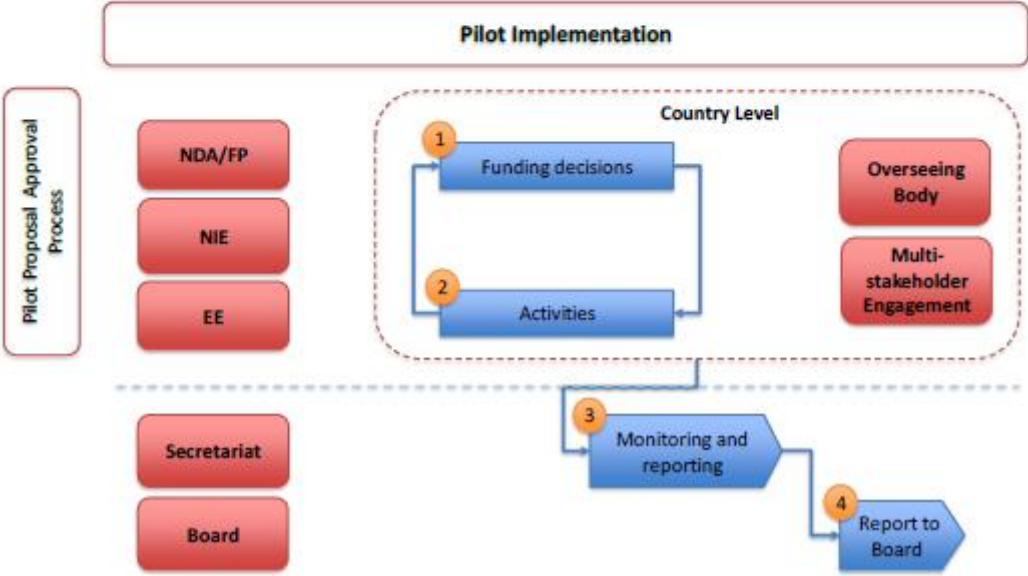 Pilot Implementation
Pilot Proposal Approval
Process
NDA/FP
NIE
EE
Country Level
1
Funding decisions
2
Activities
Overseeing
Body
Multi-
stakeholder
Engagement
Secretariat
Board
3
Monitoring and
reporting
4
Report to
Board